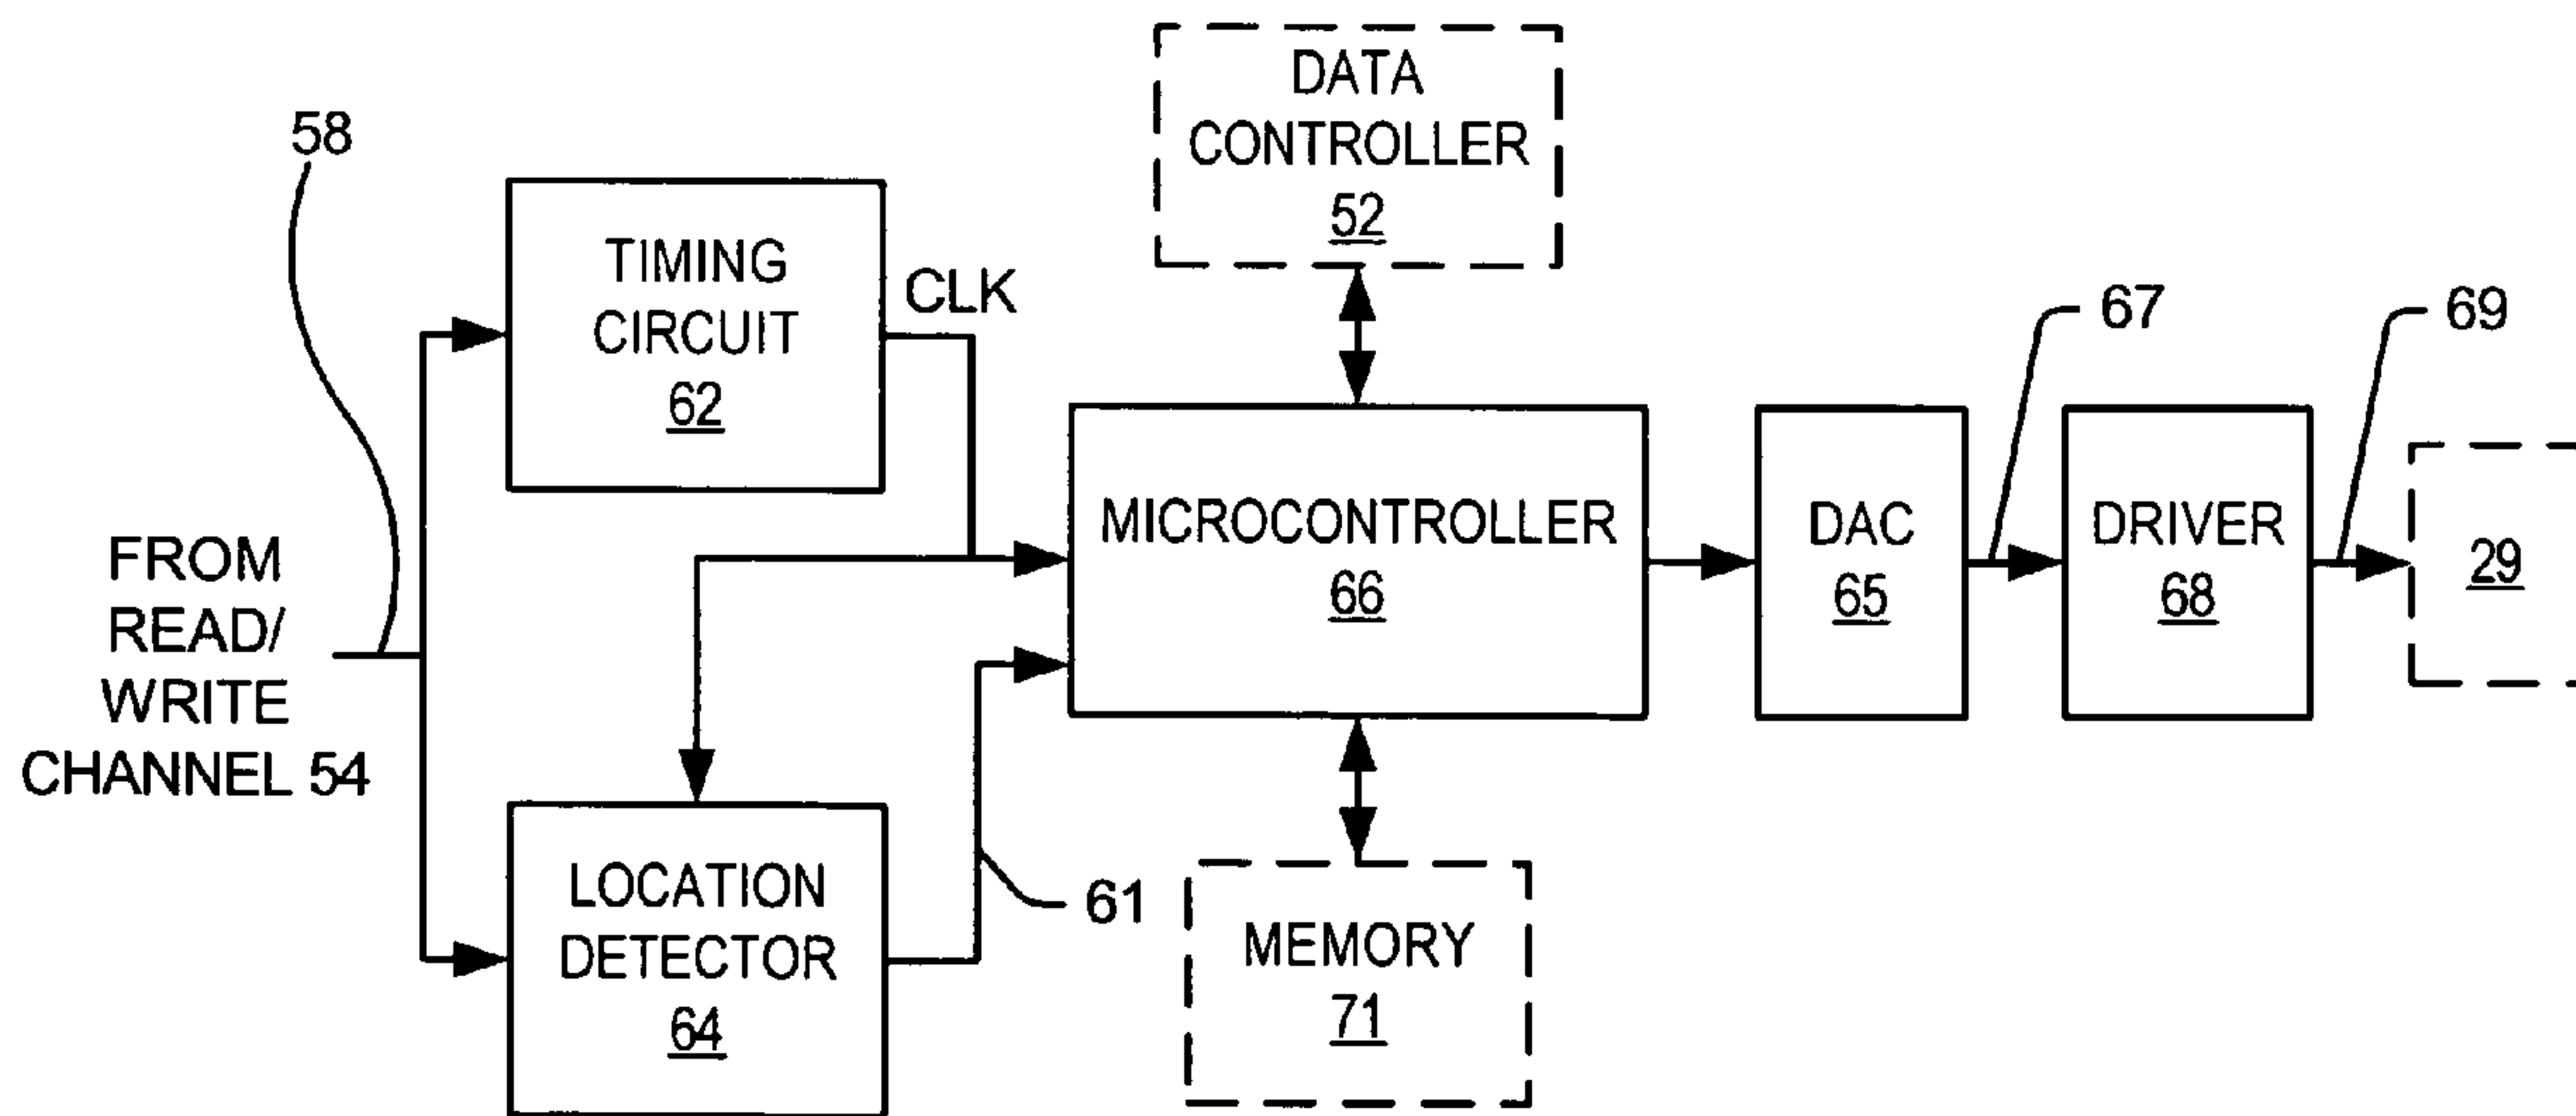 DATA
CONTROLLER
52
58
TIMING
CIRCUIT
62
CLK
67
69
MICROCONTROLLER
66
DAC
65
DRIVER
68
29
FROM
READ/
WRITE
CHANNEL 54
LOCATION
DETECTOR
64
61
MEMORY
71